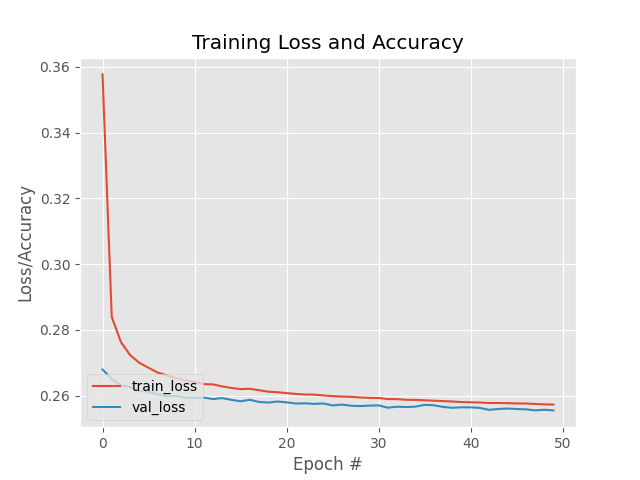 Training Loss and Accuracy
Loss/Accuracy
0.36
0.34
0.32
0.30
0.28
0.26
train_loss
val_loss
0 10 20 30 40 50
Epoch #